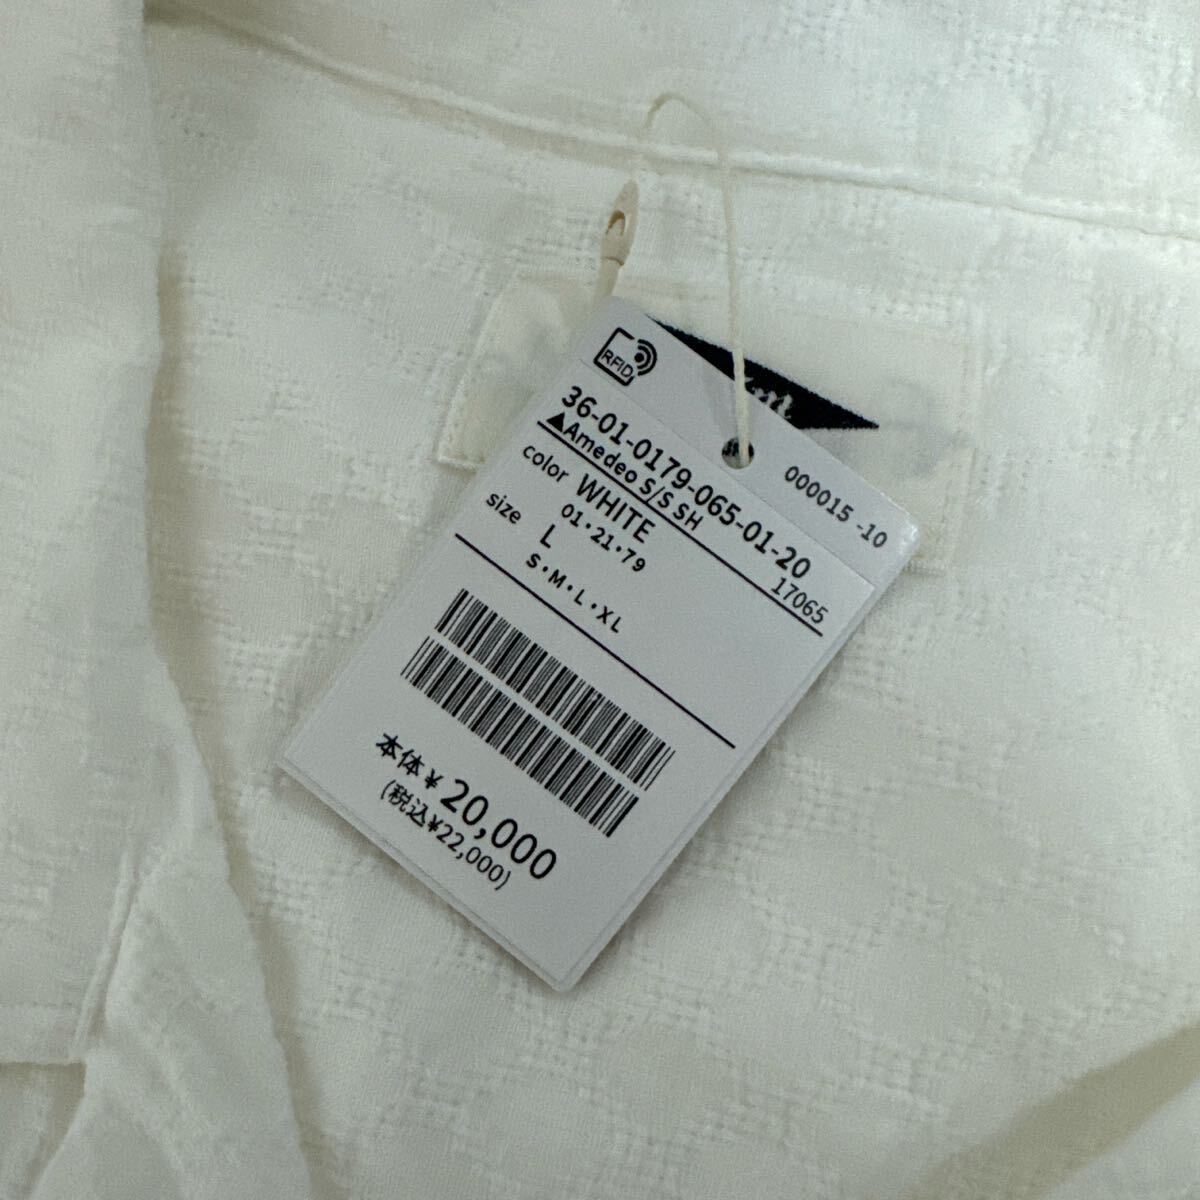 RFID
000015 -10
36-01-0179-065-01-20
▲Amedeo S/S SH
17065
color WHITE
01・21・79
size L
S・M・L・XL
本体¥20,000
(税込¥22,000)